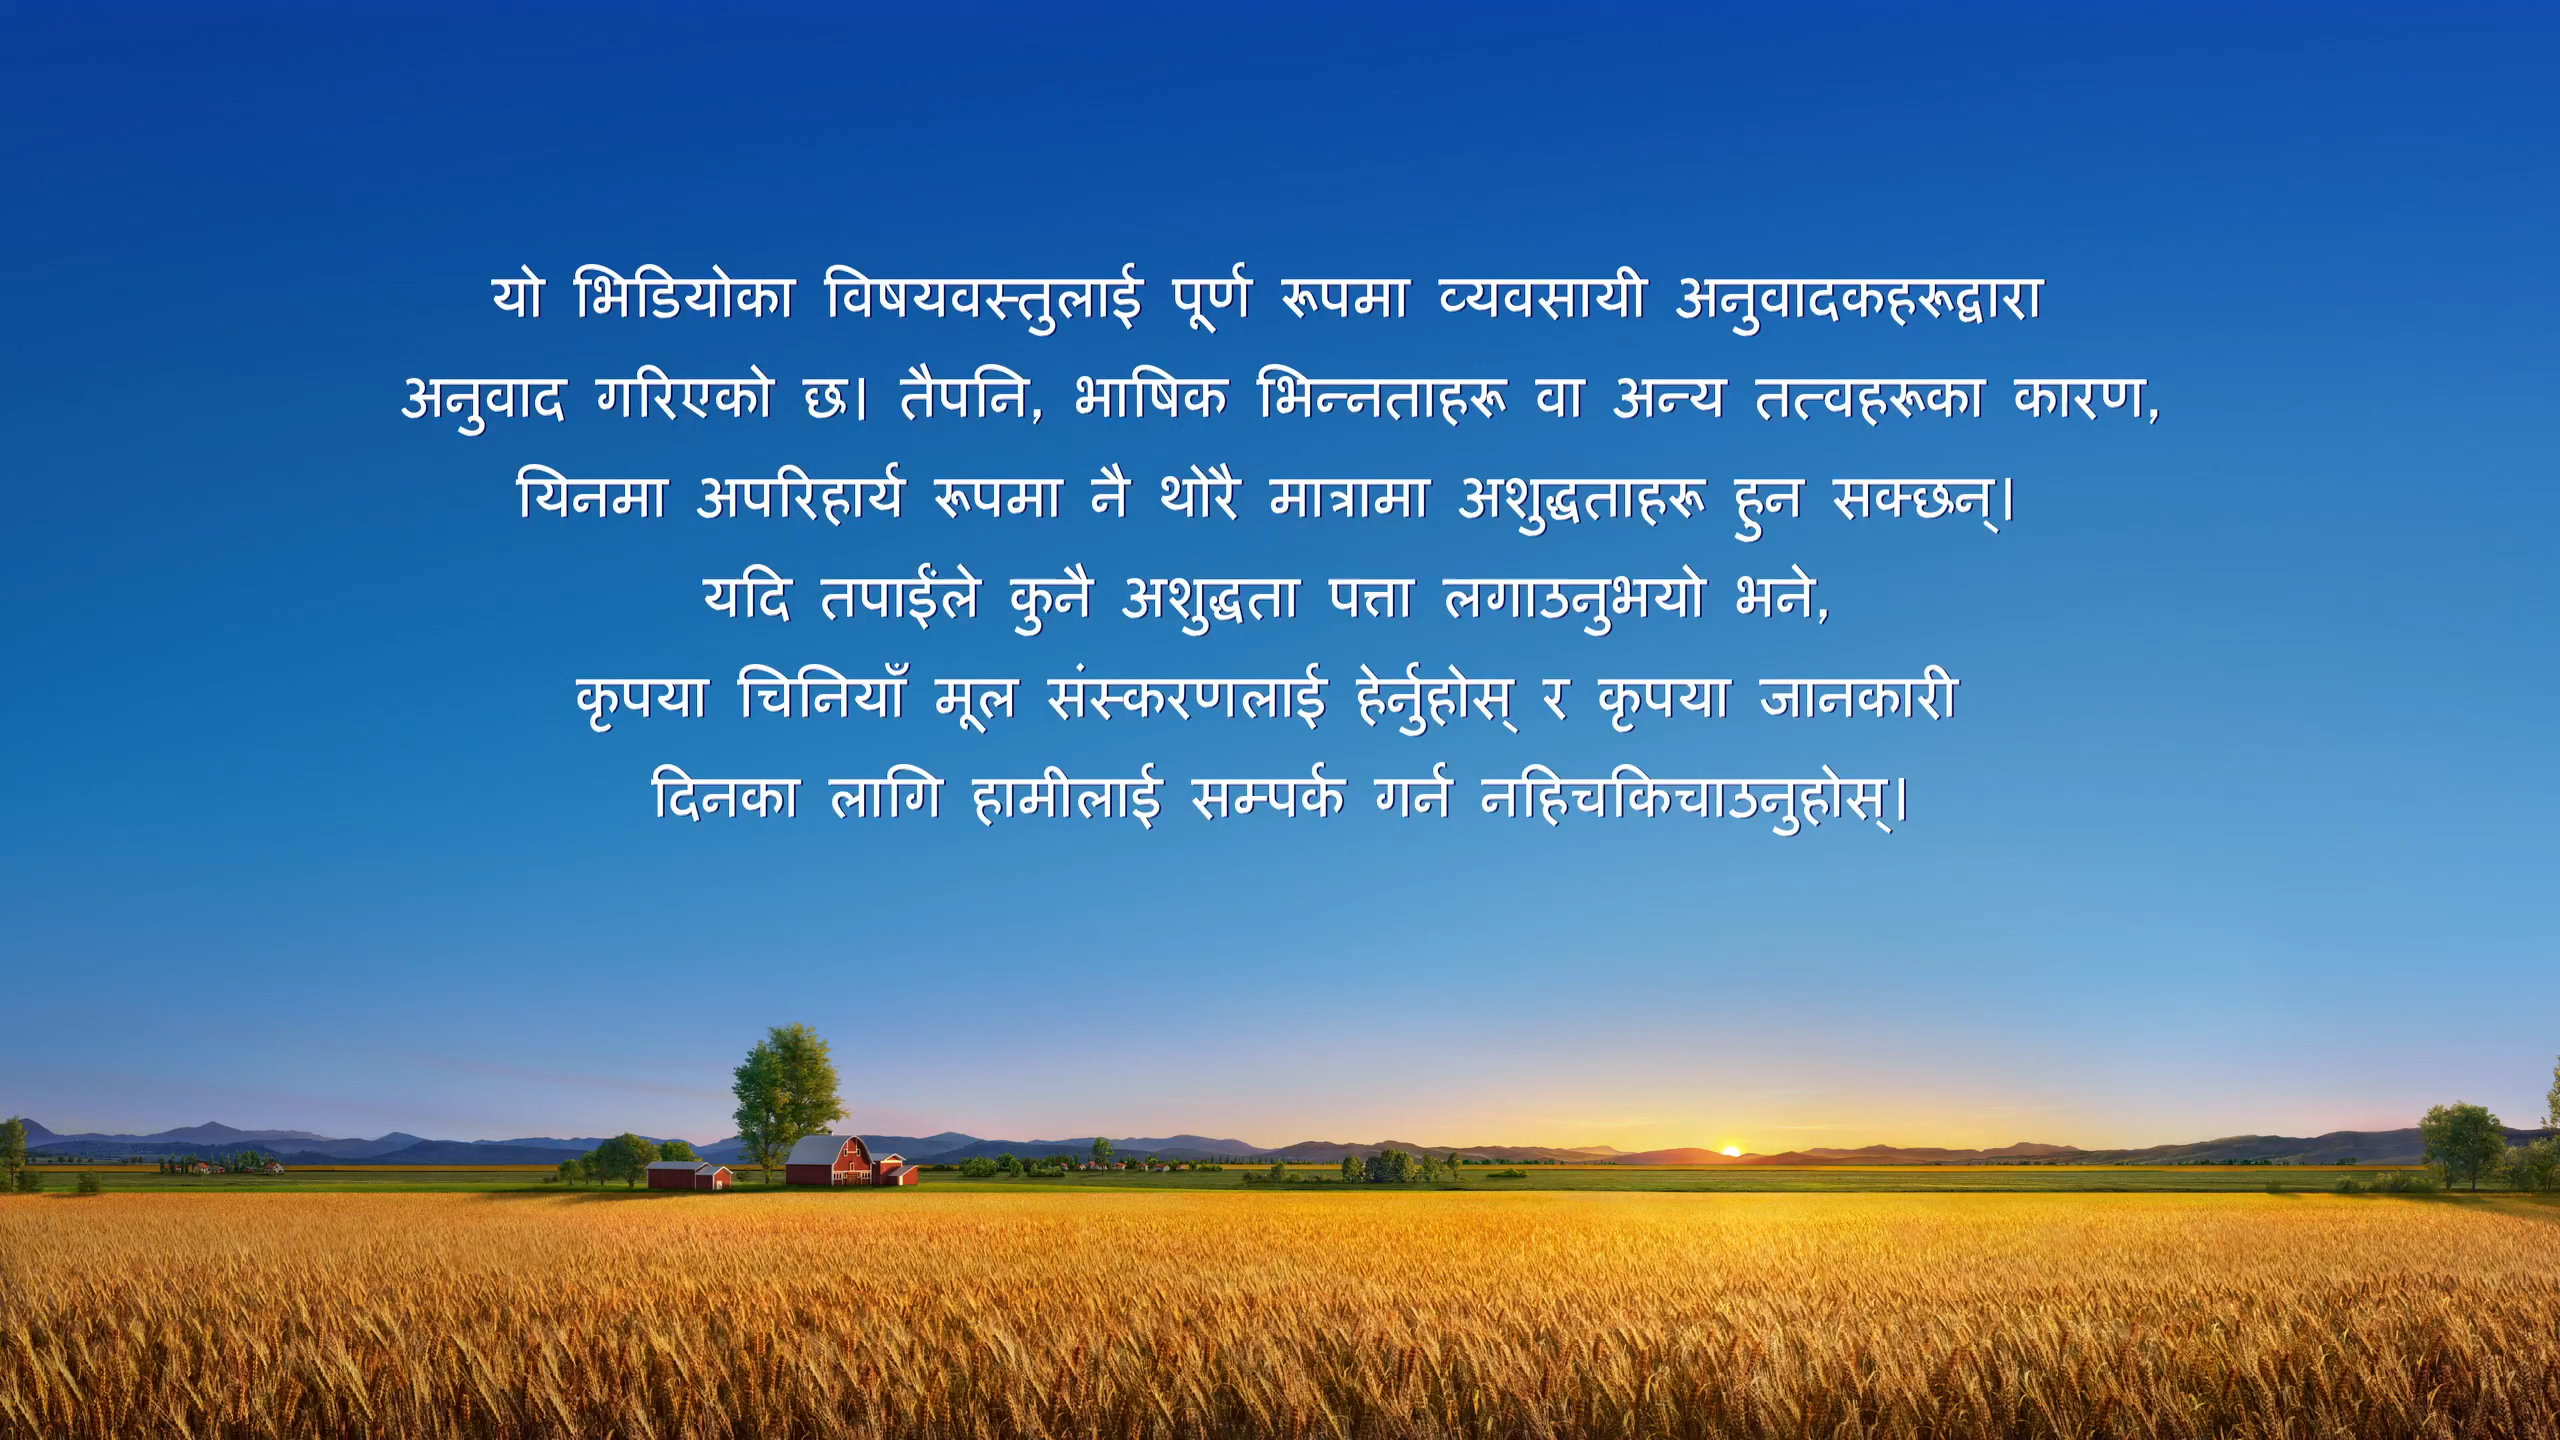 यो भिडियोका विषयवस्तुलाई पूर्ण रूपमा व्यवसायी अनुवादकहरूद्वारा
अनुवाद गरिएको छ। तैपनि, भाषिक भिन्नताहरू वा अन्य तत्वहरूका कारण,
यिनमा अपरिहार्य रूपमा नै थोरै मात्रामा अशुद्धताहरू हुन सक्छन्।
यदि तपाईंले कुनै अशुद्धता पत्ता लगाउनुभयो भने,
कृपया चिनियाँ मूल संस्करणलाई हेर्नुहोस् र कृपया जानकारी
दिनका लागि हामीलाई सम्पर्क गर्न नहिचकिचाउनुहोस्।